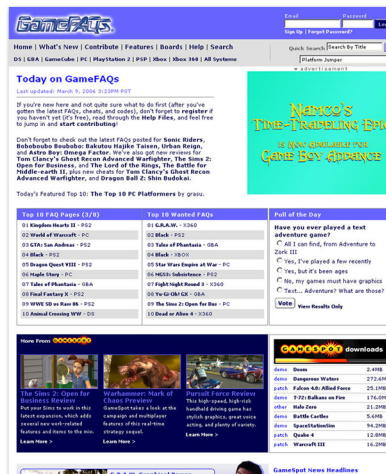 GameFAQs
Email Password
Sign Up | Forgot Password?
Home | What's New | Contribute | Features | Boards | Help | Search
Quick Search Search By Title
DS | GBA | GameCube | PC | PlayStation 2 | PSP | Xbox | Xbox 360 | All Systems
Platform Jumper
advertisement
Today on GameFAQs
Last updated: March 9, 2006 3:23PM PST
If you're new here and not quite sure what to do first (after you've
gotten the latest FAQs, cheats, and codes), don't forget to register if
you haven't yet (it's free), read through the Help Files, and feel free
to jump in and start contributing!
Namco's
Time-Traveling Epic
is now available for
Game Boy Advance
Don't forget to check out the latest FAQs posted for Sonic Riders,
Boboboubo Boubobo: Bakutou Hajike Taisen, Urban Reign,
and Astro Boy: Omega Factor. We've also got new reviews for
Tom Clancy's Ghost Recon Advanced Warfighter, The Sims 2:
Open for Business, and The Lord of the Rings, The Battle for
Middle-earth II, plus new cheats for Tom Clancy's Ghost Recon
Advanced Warfighter, and Dragon Ball Z: Shin Budokai.
Today's Featured Top 10: The Top 10 PC Platformers by grasu.
Top 10 FAQ Pages (3/8)
01 Kingdom Hearts II - PS2
02 World of Warcraft - PC
03 GTA: San Andreas - PS2
04 Black - PS2
05 Dragon Quest VIII - PS2
06 Maple Story - PC
07 Tales of Phantasia - GBA
08 Final Fantasy X - PS2
09 WWE SD vs Raw 06 - PS2
10 Animal Crossing WW - DS
Top 10 Wanted FAQs
01 G.R.A.W. - X360
02 Black - PS2
03 Tales of Phantasia - GBA
04 Black - XBOX
05 Star Wars Empire at War - PC
06 MGS3: Subsistence - PS2
07 Fight Night Round 3 - X360
08 Yu-Gi-Oh! GX - GBA
09 The Sims 2: Open for Bus - PC
10 Dead or Alive 4 - X360
Poll of the Day
Have you ever played a text
adventure game?
All I can find, from Adventure to
Zork III
Yes, I've played a few recently
Yes, but it's been ages
No, my games must have graphics
Text... Adventure? What are those?
Vote View Results Only
More From GAMESPOT
The Sims 2: Open for
Business Review
Put your Sims to work in this
latest expansion, which adds
several new work-related
features and items to the mix.
Learn More >
Warhammer: Mark of
Chaos Preview
GameSpot takes a look at the
campaign and multiplayer
features of this real-time
strategy sequel.
Learn More >
Pursuit Force Review
This high-speed, high-risk
handheld driving game has
stylish graphics, great voice
acting, and plenty of variety.
Learn More >
GAMESPOT downloads
demo Doom 2.4MB
demo Dangerous Waters 272.6M
patch Falcon 4.0: Allied Force 25.1MB
demo T-72: Balkans on Fire 176.0M
other Halo Zero 21.2MB
demo Battle Castles 5.6MB
demo SpaceStationSim 94.2MB
patch Quake 4 12.8MB
patch Warcraft III 16.2MB
GameSpot News Headlines